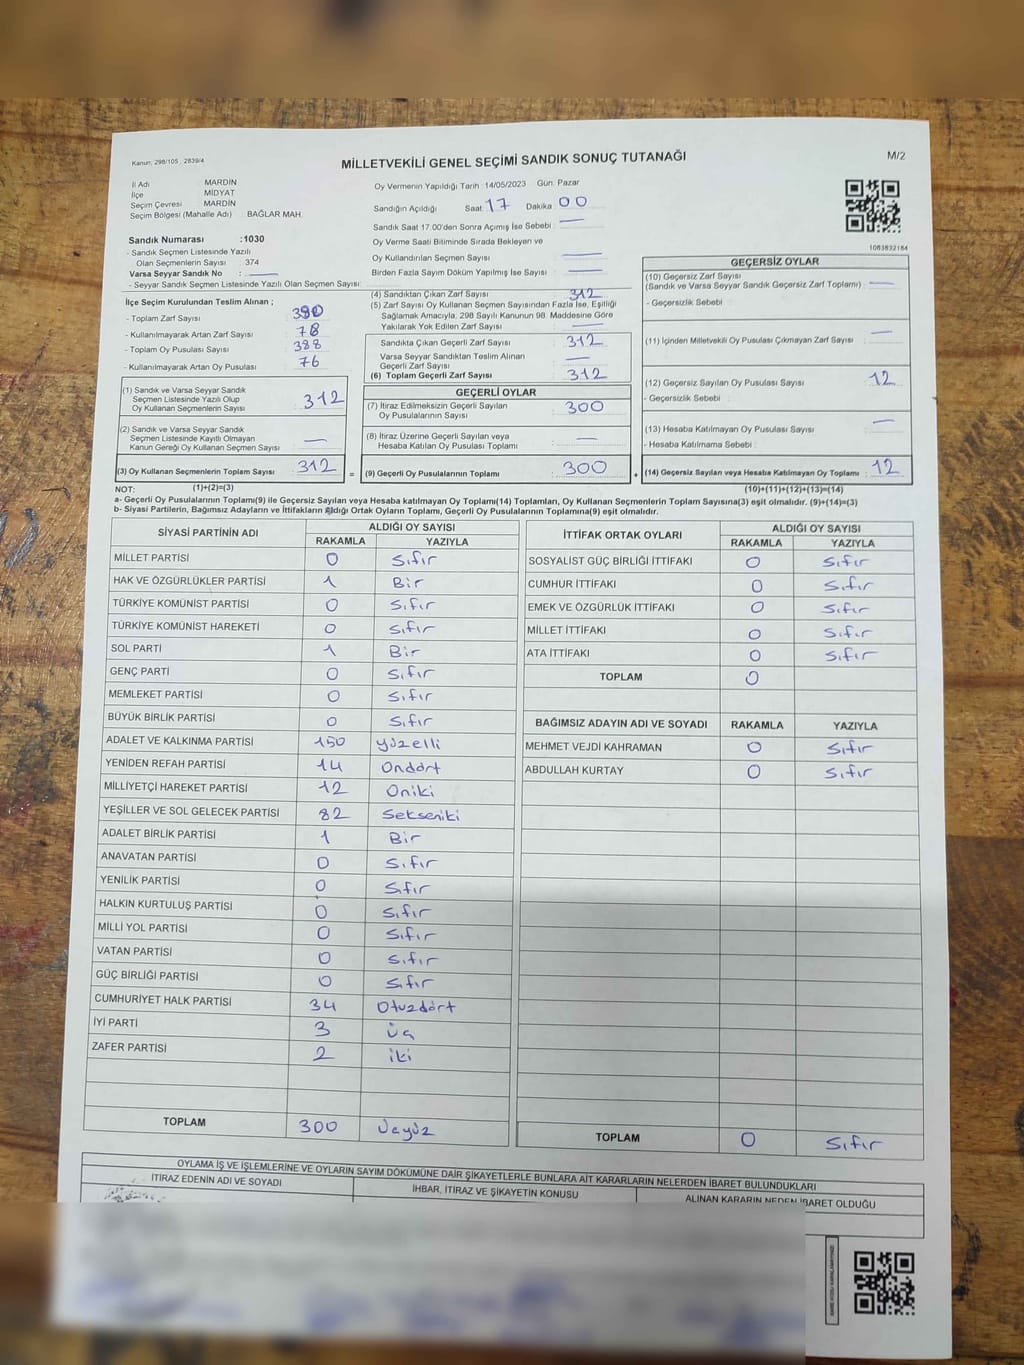 Kanun; 298/105 , 2839/4
MİLLETVEKİLİ GENEL SEÇİMİ SANDIK SONUÇ TUTANAĞI
M/2
İl Adı MARDİN
İlçe MİDYAT
Seçim Çevresi MARDİN
Seçim Bölgesi (Mahalle Adı) BAĞLAR MAH.
Oy Vermenin Yapıldığı Tarih 14/05/2023 Gün: Pazar
Sandığın Açıldığı Saat: 17 Dakika 00
Sandık Saat 17.00'den Sonra Açımış İse Sebebi : —
Oy Verme Saati Bitiminde Sırada Bekleyen ve
Oy Kullandırılan Seçmen Sayısı —
Birden Fazla Sayım Döküm Yapılmış İse Sayısı —
1083832184
Sandık Numarası :1030
- Sandık Seçmen Listesinde Yazılı
Olan Seçmenlerin Sayısı 374
Varsa Seyyar Sandık No : —
- Seyyar Sandık Seçmen Listesinde Yazılı Olan Seçmen Sayısı:
İlçe Seçim Kurulundan Teslim Alınan ;
- Toplam Zarf Sayısı 390
- Kullanılmayarak Artan Zarf Sayısı 78
- Toplam Oy Pusulası Sayısı 388
- Kullanılmayarak Artan Oy Pusulası 76
(1) Sandık ve Varsa Seyyar Sandık
Seçmen Listesinde Yazılı Olup
Oy Kullanan Seçmenlerin Sayısı 312
(2) Sandık ve Varsa Seyyar Sandık
Seçmen Listesinde Kayıtlı Olmayan
Kanun Gereği Oy Kullanan Seçmen Sayısı —
(3) Oy Kullanan Seçmenlerin Toplam Sayısı 312 =
(1)+(2)=(3)
(4) Sandıktan Çıkan Zarf Sayısı 312
(5) Zarf Sayısı Oy Kullanan Seçmen Sayısından Fazla İse, Eşitliği
Sağlamak Amacıyla, 298 Sayılı Kanunun 98. Maddesine Göre
Yakılarak Yok Edilen Zarf Sayısı —
Sandıkta Çıkan Geçerli Zarf Sayısı 312
Varsa Seyyar Sandıktan Teslim Alınan
Geçerli Zarf Sayısı —
(6) Toplam Geçerli Zarf Sayısı 312
GEÇERLİ OYLAR
(7) İtiraz Edilmeksizin Geçerli Sayılan
Oy Pusulalarının Sayısı 300
(8) İtiraz Üzerine Geçerli Sayılan veya
Hesaba Katılan Oy Pusulası Toplamı —
(9) Geçerli Oy Pusulalarının Toplamı 300 +
GEÇERSİZ OYLAR
(10) Geçersiz Zarf Sayısı
(Sandık ve Varsa Seyyar Sandık Geçersiz Zarf Toplamı) —
- Geçersizlik Sebebi :
(11) İçinden Milletvekili Oy Pusulası Çıkmayan Zarf Sayısı —
(12) Geçersiz Sayılan Oy Pusulası Sayısı 12
- Geçersizlik Sebebi :
(13) Hesaba Katılmayan Oy Pusulası Sayısı —
- Hesaba Katılmama Sebebi :
(14) Geçersiz Sayılan veya Hesaba Katılmayan Oy Toplamı 12
(10)+(11)+(12)+(13)=(14)
NOT:
a- Geçerli Oy Pusulalarının Toplamı(9) ile Geçersiz Sayılan veya Hesaba katılmayan Oy Toplamı(14) Toplamları, Oy Kullanan Seçmenlerin Toplam Sayısına(3) eşit olmalıdır. (9)+(14)=(3)
b- Siyasi Partilerin, Bağımsız Adayların ve İttifakların Aldığı Ortak Oyların Toplamı, Geçerli Oy Pusulalarının Toplamına(9) eşit olmalıdır.
SİYASİ PARTİNİN ADI ALDIĞI OY SAYISI
RAKAMLA YAZIYLA
MİLLET PARTİSİ 0 Sıfır
HAK VE ÖZGÜRLÜKLER PARTİSİ 1 Bir
TÜRKİYE KOMÜNİST PARTİSİ 0 Sıfır
TÜRKİYE KOMÜNİST HAREKETİ 0 Sıfır
SOL PARTİ 1 Bir
GENÇ PARTİ 0 Sıfır
MEMLEKET PARTİSİ 0 Sıfır
BÜYÜK BİRLİK PARTİSİ 0 Sıfır
ADALET VE KALKINMA PARTİSİ 150 yüzelli
YENİDEN REFAH PARTİSİ 14 Ondört
MİLLİYETÇİ HAREKET PARTİSİ 12 Oniki
YEŞİLLER VE SOL GELECEK PARTİSİ 82 Sekseniki
ADALET BİRLİK PARTİSİ 1 Bir
ANAVATAN PARTİSİ 0 Sıfır
YENİLİK PARTİSİ 0 Sıfır
HALKIN KURTULUŞ PARTİSİ 0 Sıfır
MİLLİ YOL PARTİSİ 0 Sıfır
VATAN PARTİSİ 0 Sıfır
GÜÇ BİRLİĞİ PARTİSİ 0 Sıfır
CUMHURİYET HALK PARTİSİ 34 Otuzdört
İYİ PARTİ 3 Üç
ZAFER PARTİSİ 2 İki
TOPLAM 300 Üçyüz
İTTİFAK ORTAK OYLARI ALDIĞI OY SAYISI
RAKAMLA YAZIYLA
SOSYALİST GÜÇ BİRLİĞİ İTTİFAKI 0 Sıfır
CUMHUR İTTİFAKI 0 Sıfır
EMEK VE ÖZGÜRLÜK İTTİFAKI 0 Sıfır
MİLLET İTTİFAKI 0 Sıfır
ATA İTTİFAKI 0 Sıfır
TOPLAM 0
BAĞIMSIZ ADAYIN ADI VE SOYADI RAKAMLA YAZIYLA
MEHMET VEJDİ KAHRAMAN 0 Sıfır
ABDULLAH KURTAY 0 Sıfır
TOPLAM 0 Sıfır
OYLAMA İŞ VE İŞLEMLERİNE VE OYLARIN SAYIM DÖKÜMÜNE DAİR ŞİKAYETLERLE BUNLARA AİT KARARLARIN NELERDEN İBARET BULUNDUKLARI
İTİRAZ EDENİN ADI VE SOYADI İHBAR, İTİRAZ VE ŞİKAYETİN KONUSU ALINAN KARARIN NEDEN İBARET OLDUĞU